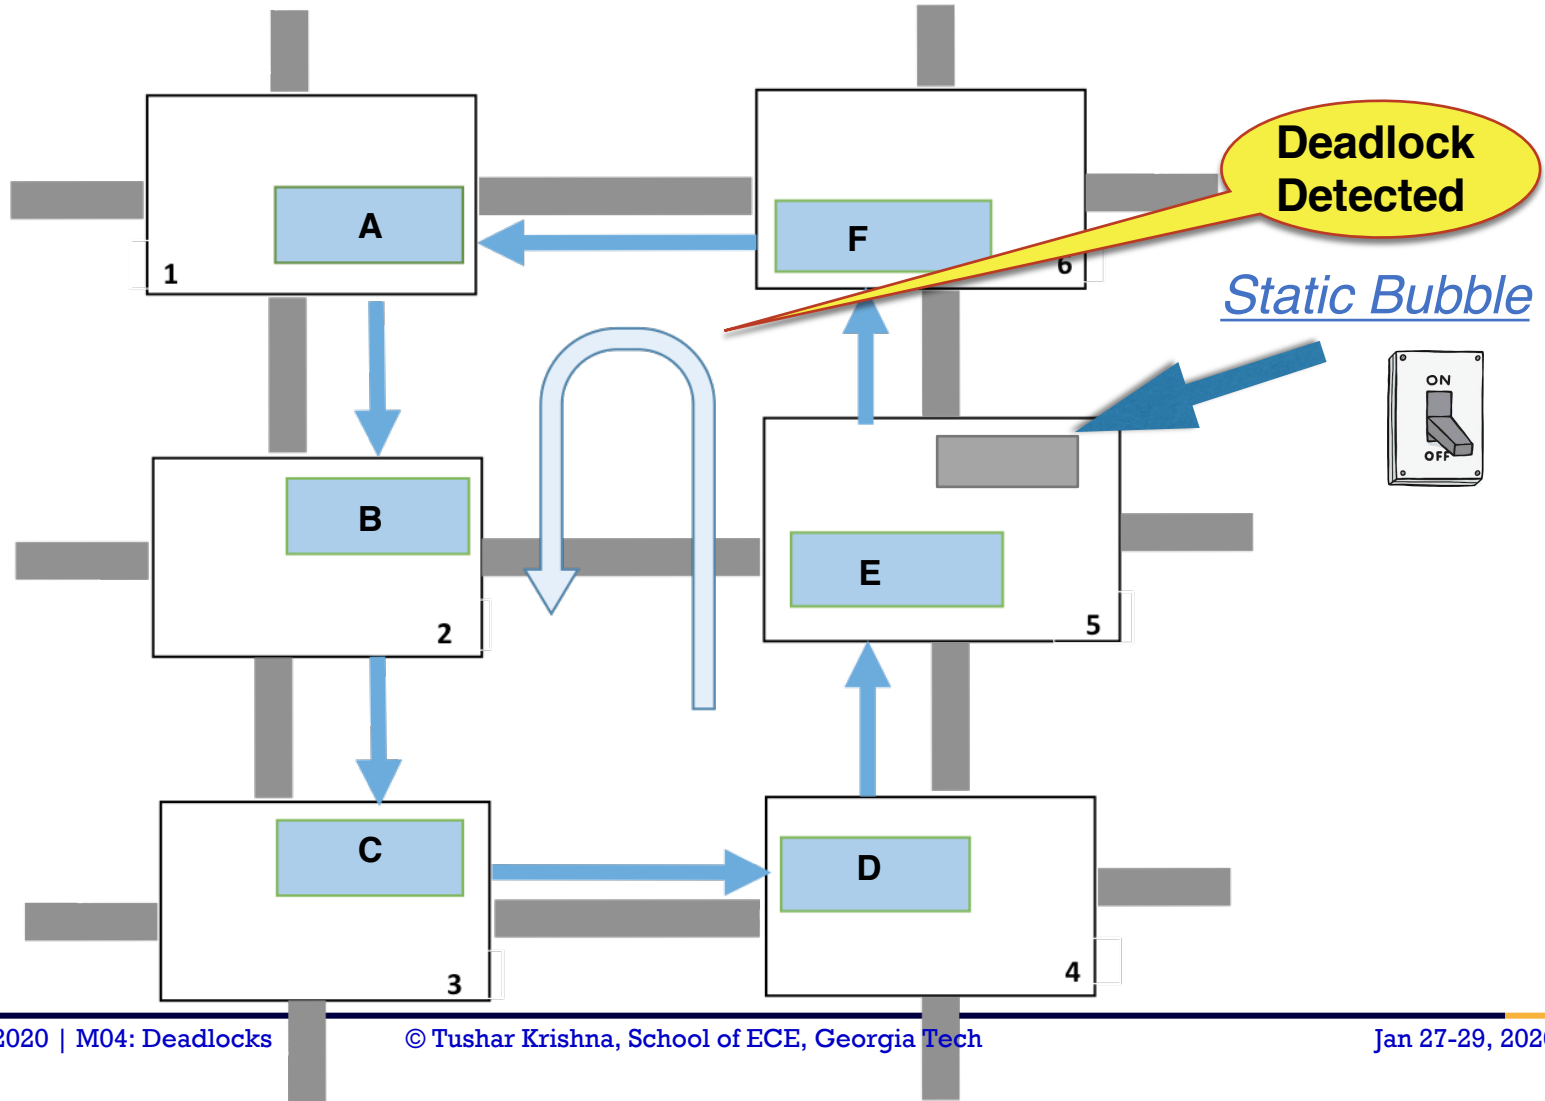 Deadlock
Detected
A
F
1
6
Static Bubble
ON
OFF
B
E
2
5
C
D
3
4
2020 | M04: Deadlocks
© Tushar Krishna, School of ECE, Georgia Tech
Jan 27-29, 202